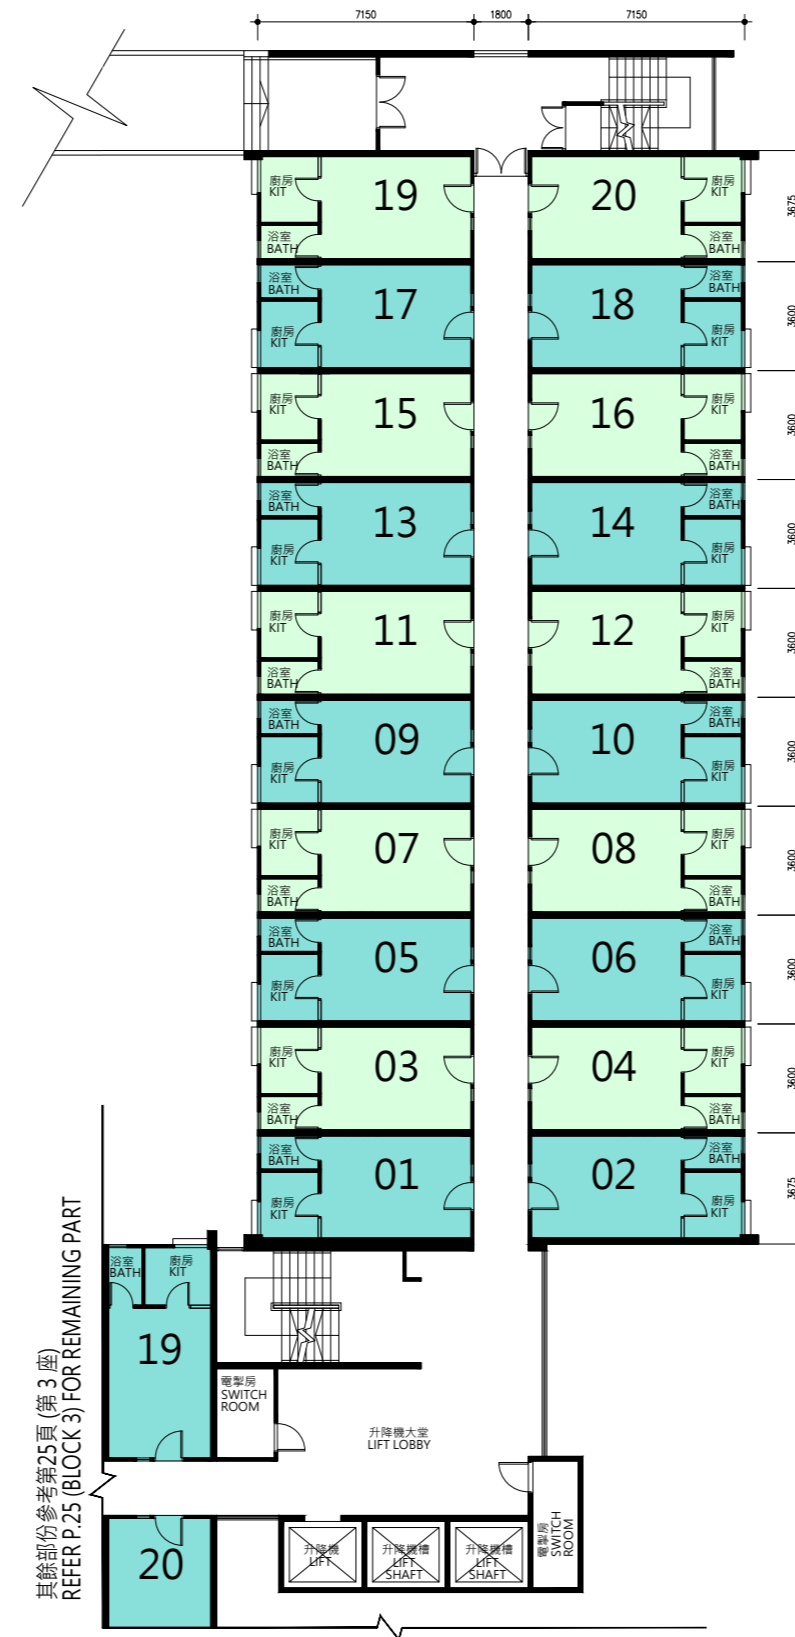 7150
1800
7150
廚房
KIT
19
20
廚房
KIT
3675
浴室
BATH
浴室
BATH
浴室
BATH
17
18
浴室
BATH
3600
廚房
KIT
廚房
KIT
廚房
KIT
15
16
廚房
KIT
3600
浴室
BATH
浴室
BATH
浴室
BATH
13
14
浴室
BATH
3600
廚房
KIT
廚房
KIT
廚房
KIT
11
12
廚房
KIT
3600
浴室
BATH
浴室
BATH
浴室
BATH
09
10
浴室
BATH
3600
廚房
KIT
廚房
KIT
廚房
KIT
07
08
廚房
KIT
3600
浴室
BATH
浴室
BATH
浴室
BATH
05
06
浴室
BATH
3600
廚房
KIT
廚房
KIT
廚房
KIT
03
04
廚房
KIT
3600
浴室
BATH
浴室
BATH
浴室
BATH
01
02
浴室
BATH
3675
廚房
KIT
廚房
KIT
浴室
BATH
廚房
KIT
19
電掣房
SWITCH
ROOM
升降機大堂
LIFT LOBBY
20
升降機
LIFT
升降機槽
LIFT
SHAFT
升降機槽
LIFT
SHAFT
電掣房
SWITCH
ROOM
其餘部份參考第25頁 (第 3 座)
REFER P.25 (BLOCK 3) FOR REMAINING PART